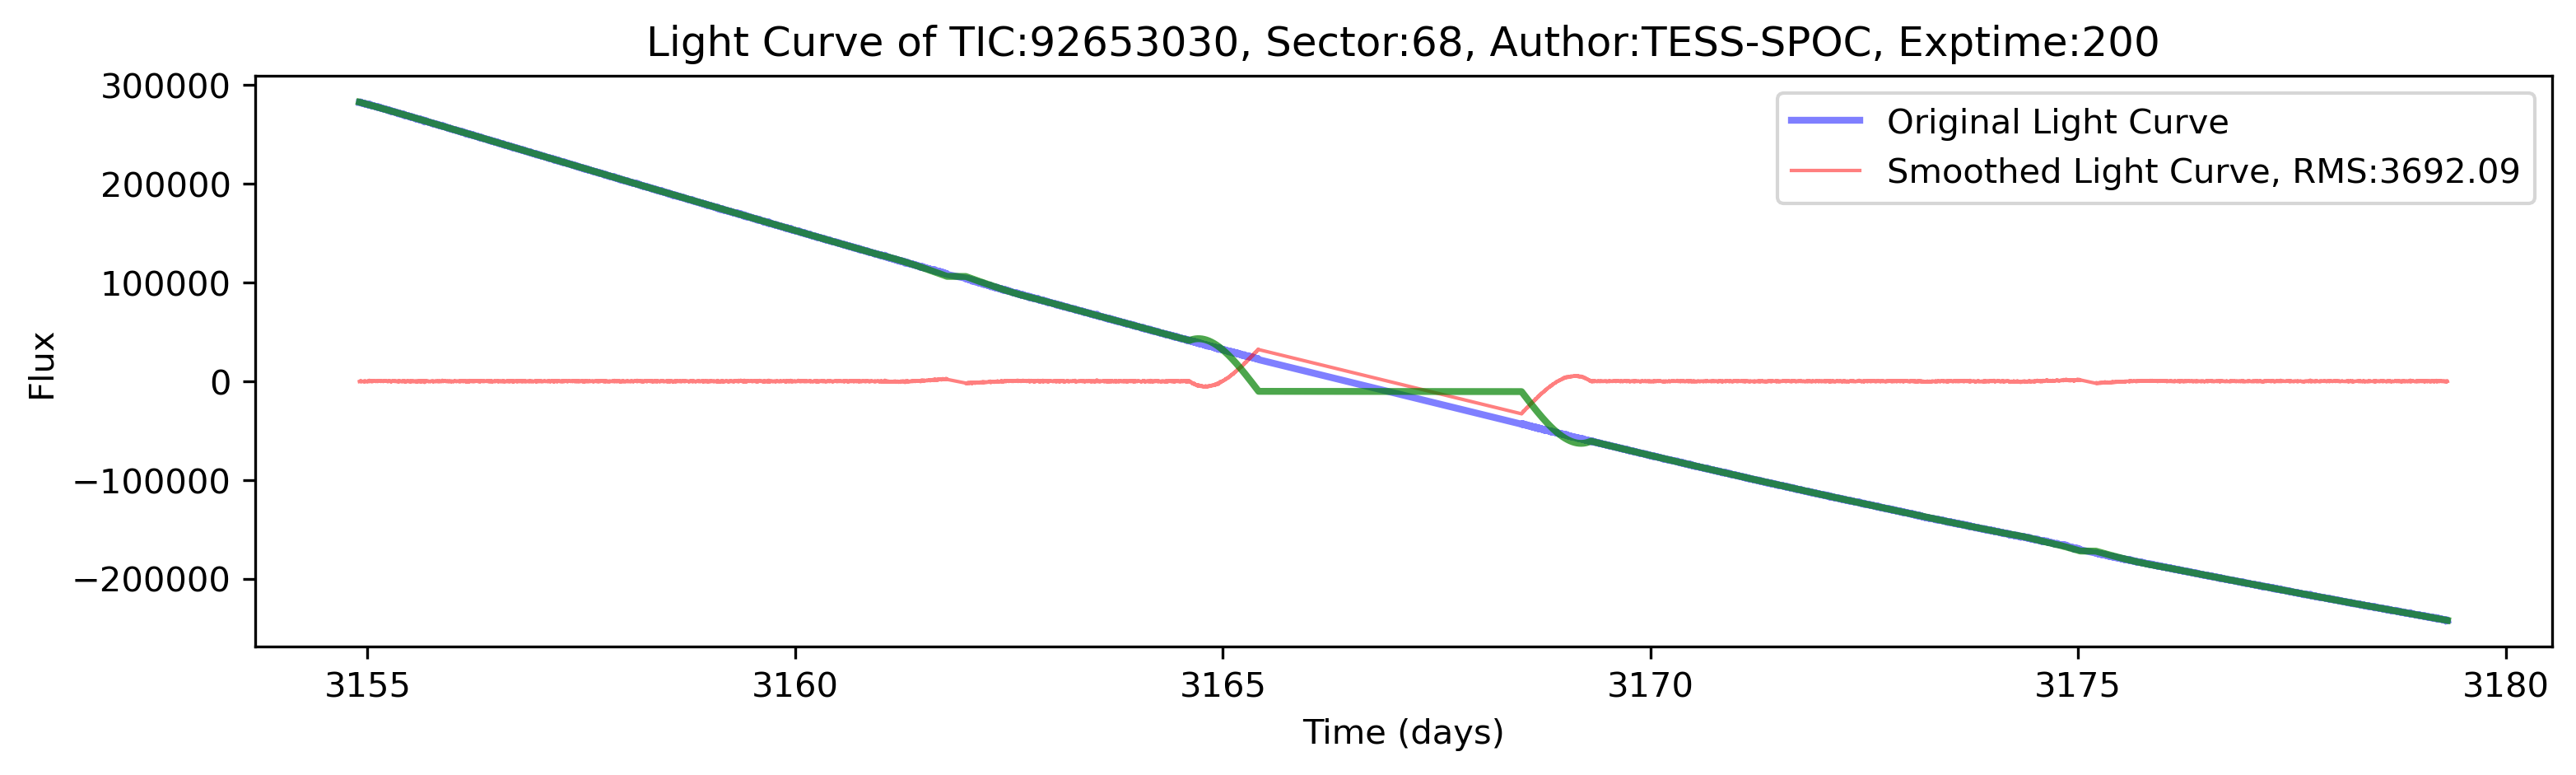 Light Curve of TIC:92653030, Sector:68, Author:TESS-SPOC, Exptime:200
300000
200000
100000
0
−100000
−200000
Flux
Original Light Curve
Smoothed Light Curve, RMS:3692.09
3155 3160 3165 3170 3175 3180
Time (days)